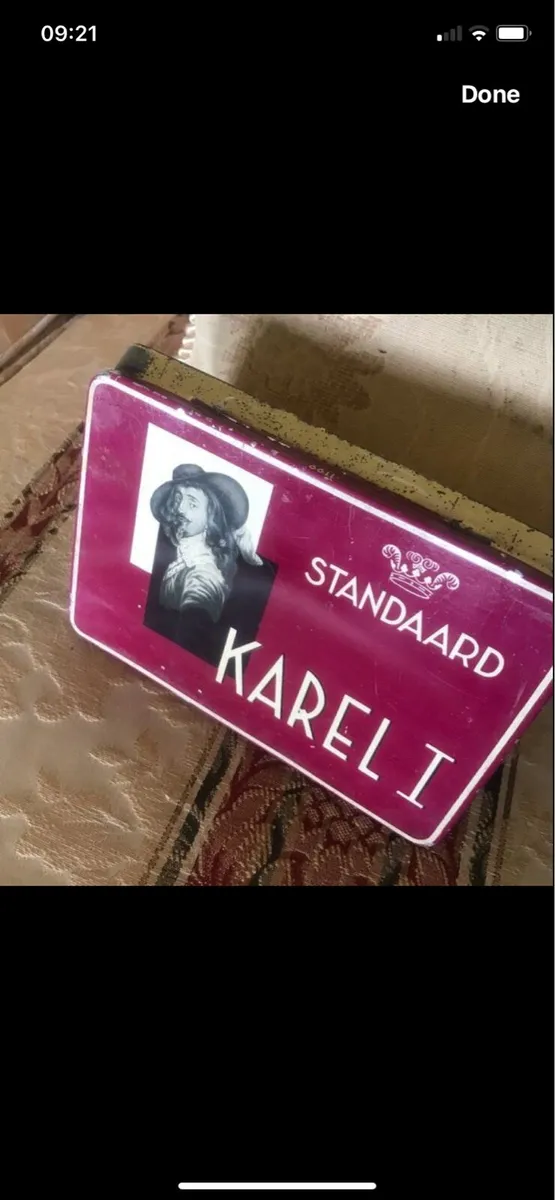 09:21
Done
STANDAARD
KAREL I